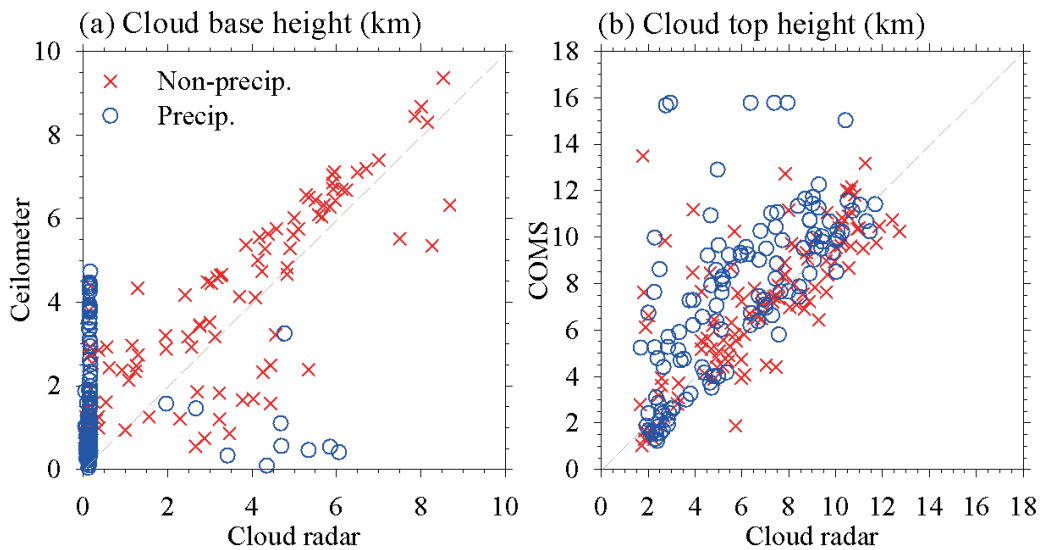 (a) Cloud base height (km)
10
8
6
4
2
0
Ceilometer
Non-precip.
Precip.
0 2 4 6 8 10
Cloud radar
(b) Cloud top height (km)
18
16
14
12
10
8
6
4
2
0
COMS
0 2 4 6 8 10 12 14 16 18
Cloud radar